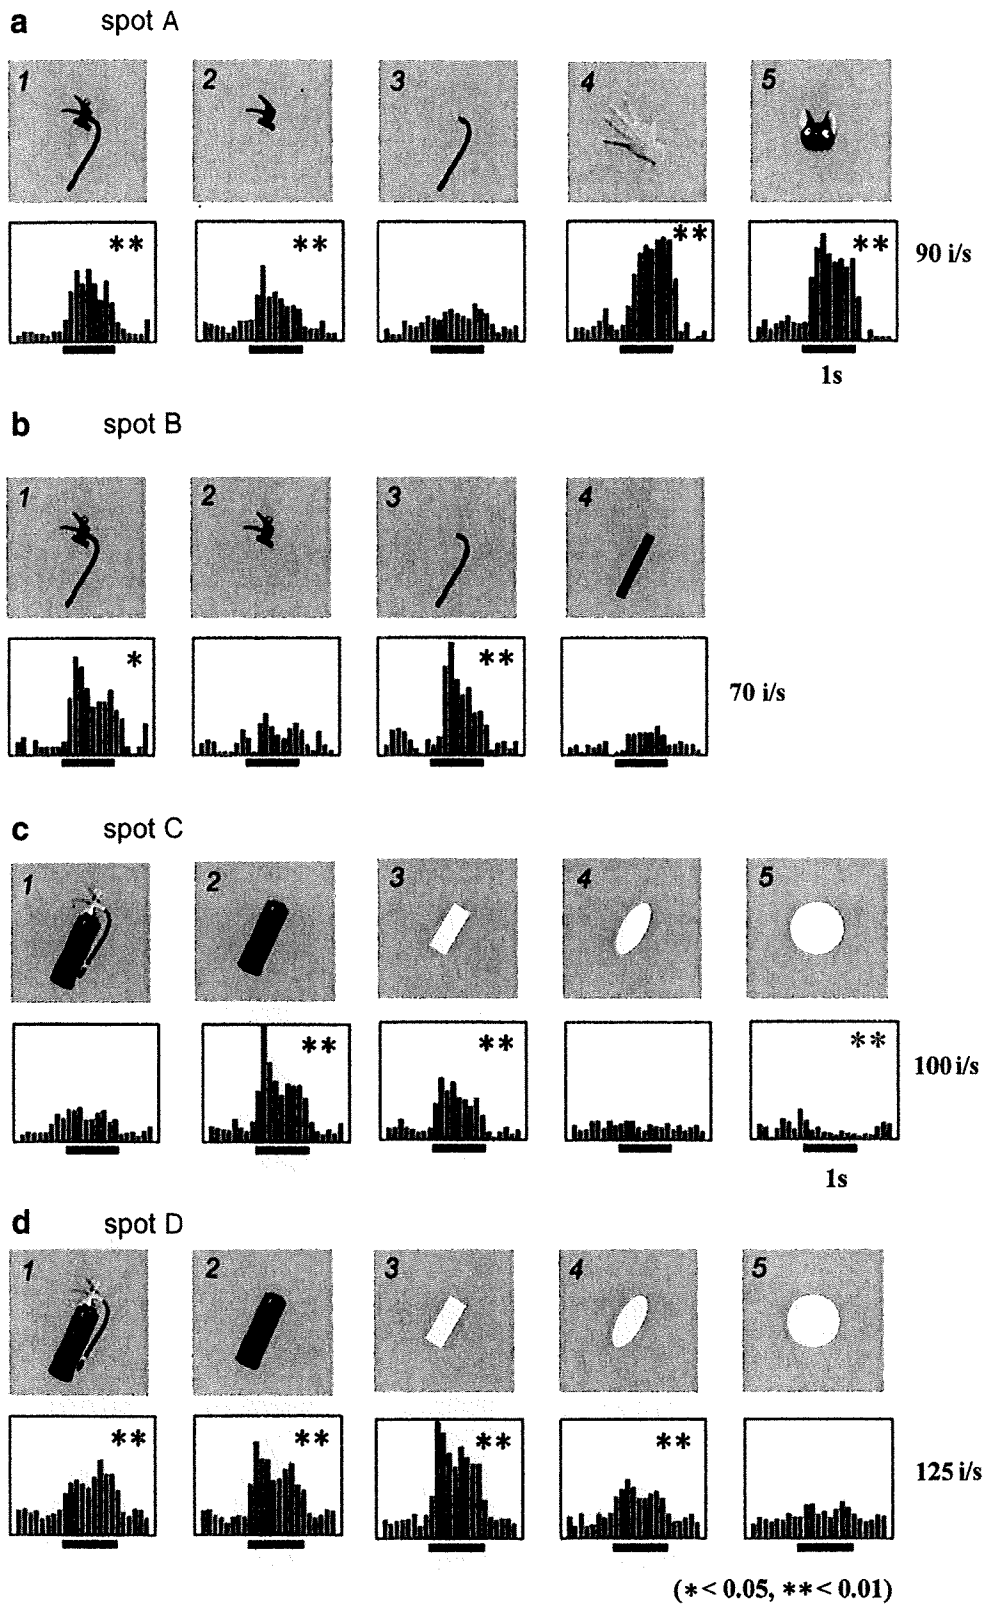 a spot A
1 2 3 4 5
** ** ** **
90 i/s
1s
b spot B
1 2 3 4
* **
70 i/s
c spot C
1 2 3 4 5
** ** **
100 i/s
1s
d spot D
1 2 3 4 5
** ** ** **
125 i/s
(*< 0.05, **< 0.01)